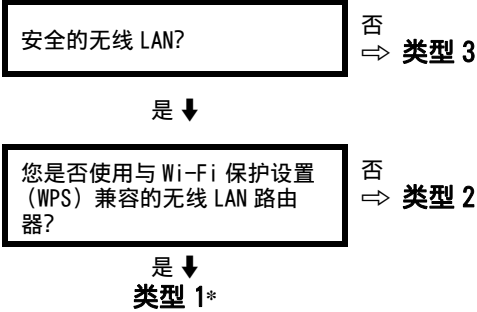 安全的无线 LAN?
否
⇨ 类型 3
是 ⬇
您是否使用与 Wi-Fi 保护设置
（WPS）兼容的无线 LAN 路由
器?
否
⇨ 类型 2
是 ⬇
类型 1*